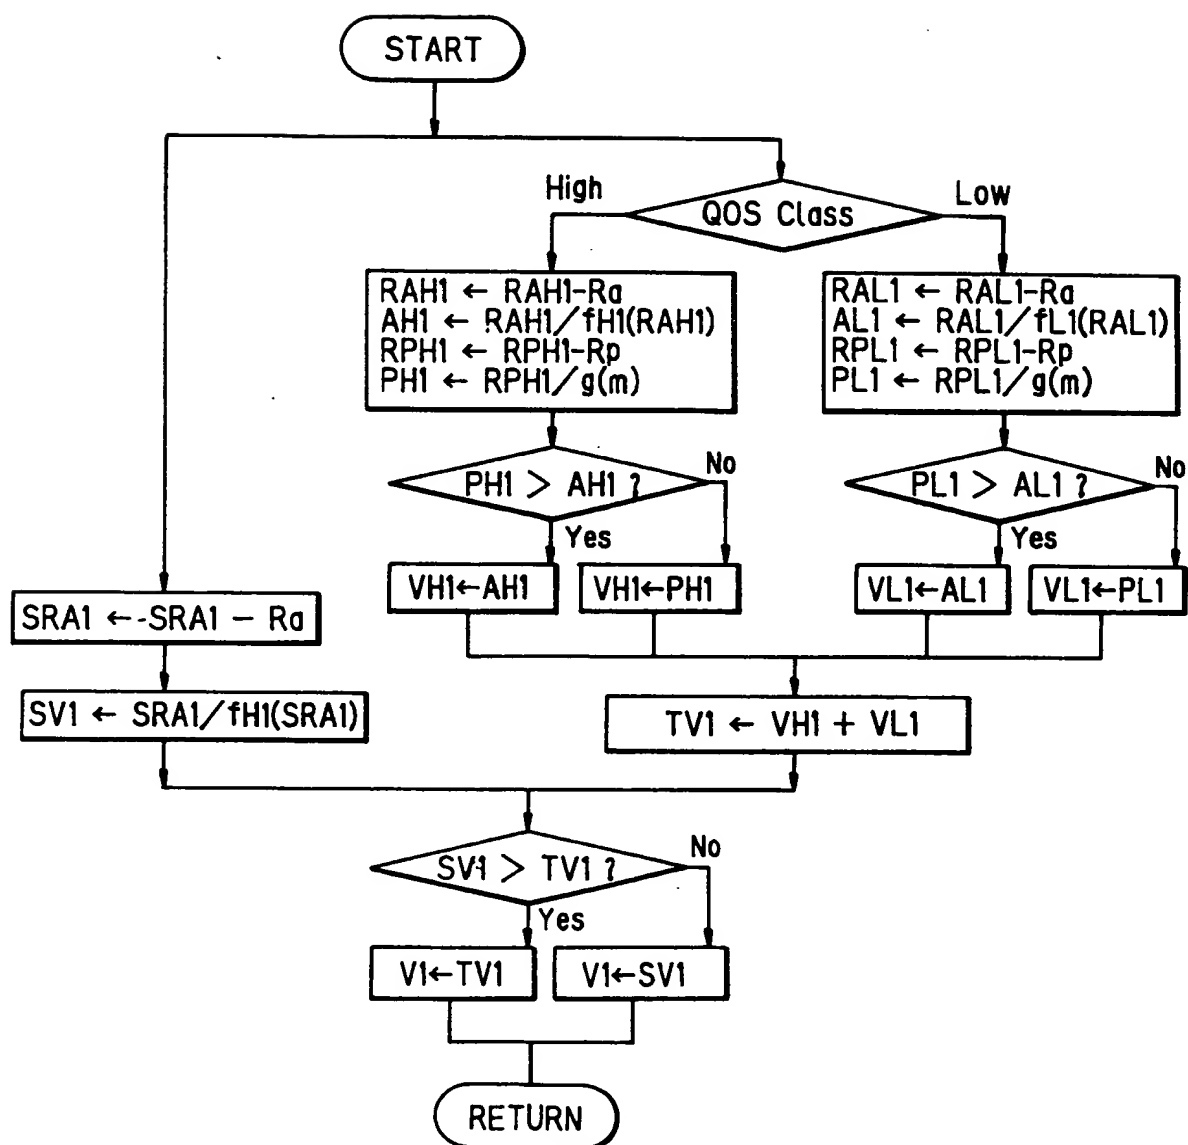 START
High
QOS Class
Low
RAH1 ← RAH1-Ra
AH1 ← RAH1/fH1(RAH1)
RPH1 ← RPH1-Rp
PH1 ← RPH1/g(m)
RAL1 ← RAL1-Ra
AL1 ← RAL1/fL1(RAL1)
RPL1 ← RPL1-Rp
PL1 ← RPL1/g(m)
PH1 > AH1 ?
No
Yes
PL1 > AL1 ?
No
Yes
VH1←AH1
VH1←PH1
VL1←AL1
VL1←PL1
SRA1 ← SRA1 − Ra
SV1 ← SRA1/fH1(SRA1)
TV1 ← VH1 + VL1
SV1 > TV1 ?
No
Yes
V1←TV1
V1←SV1
RETURN